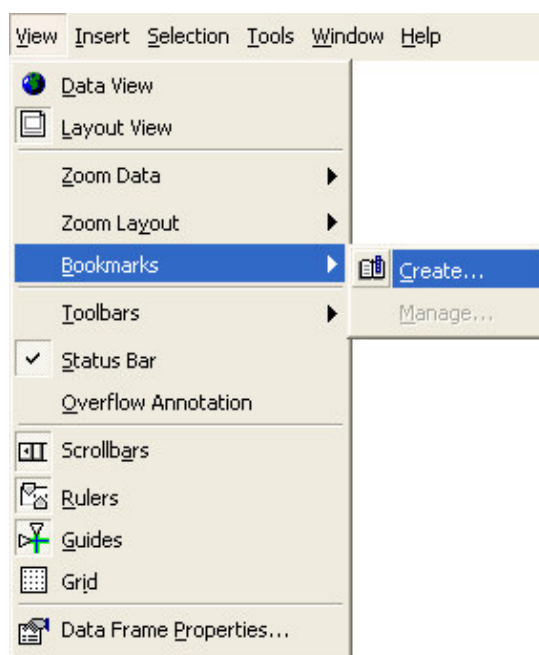 View Insert Selection Tools Window Help
Data View
Layout View
Zoom Data
Zoom Layout
Bookmarks
Create...
Manage...
Toolbars
Status Bar
Overflow Annotation
Scrollbars
Rulers
Guides
Grid
Data Frame Properties...